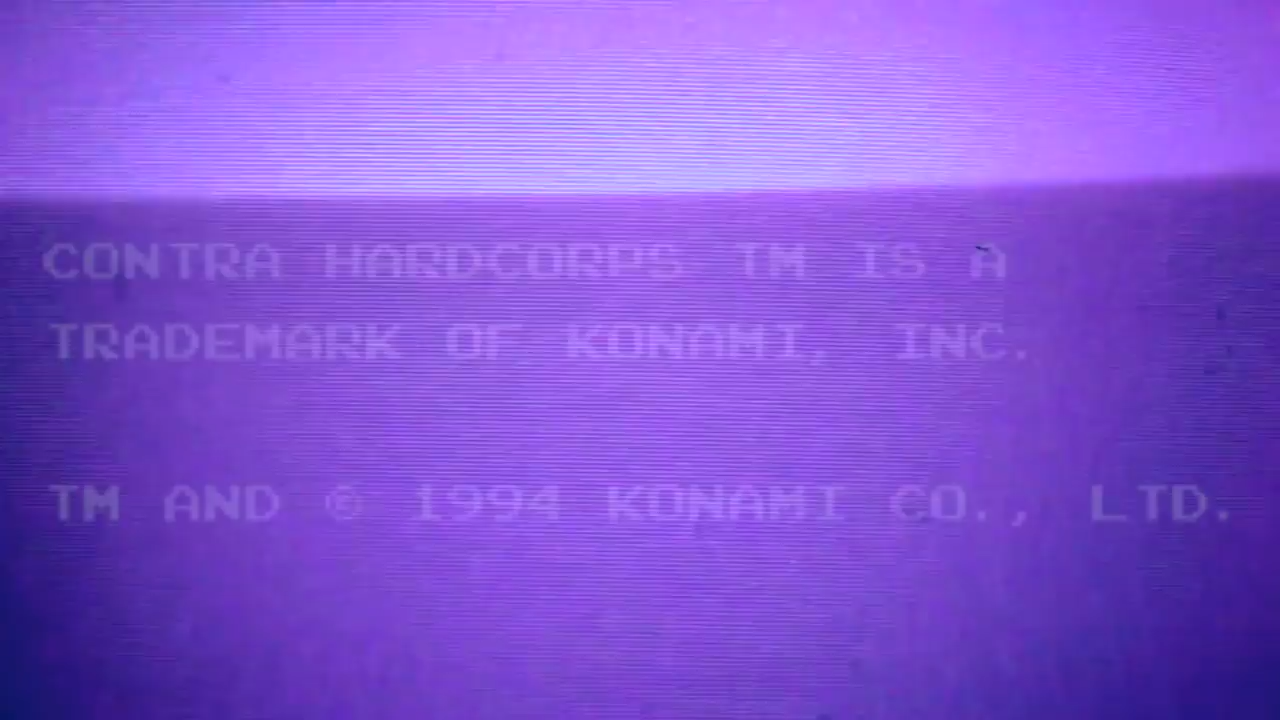 CONTRA HARDCORPS TM IS A
TRADEMARK OF KONAMI, INC.
TM AND © 1994 KONAMI CO., LTD.